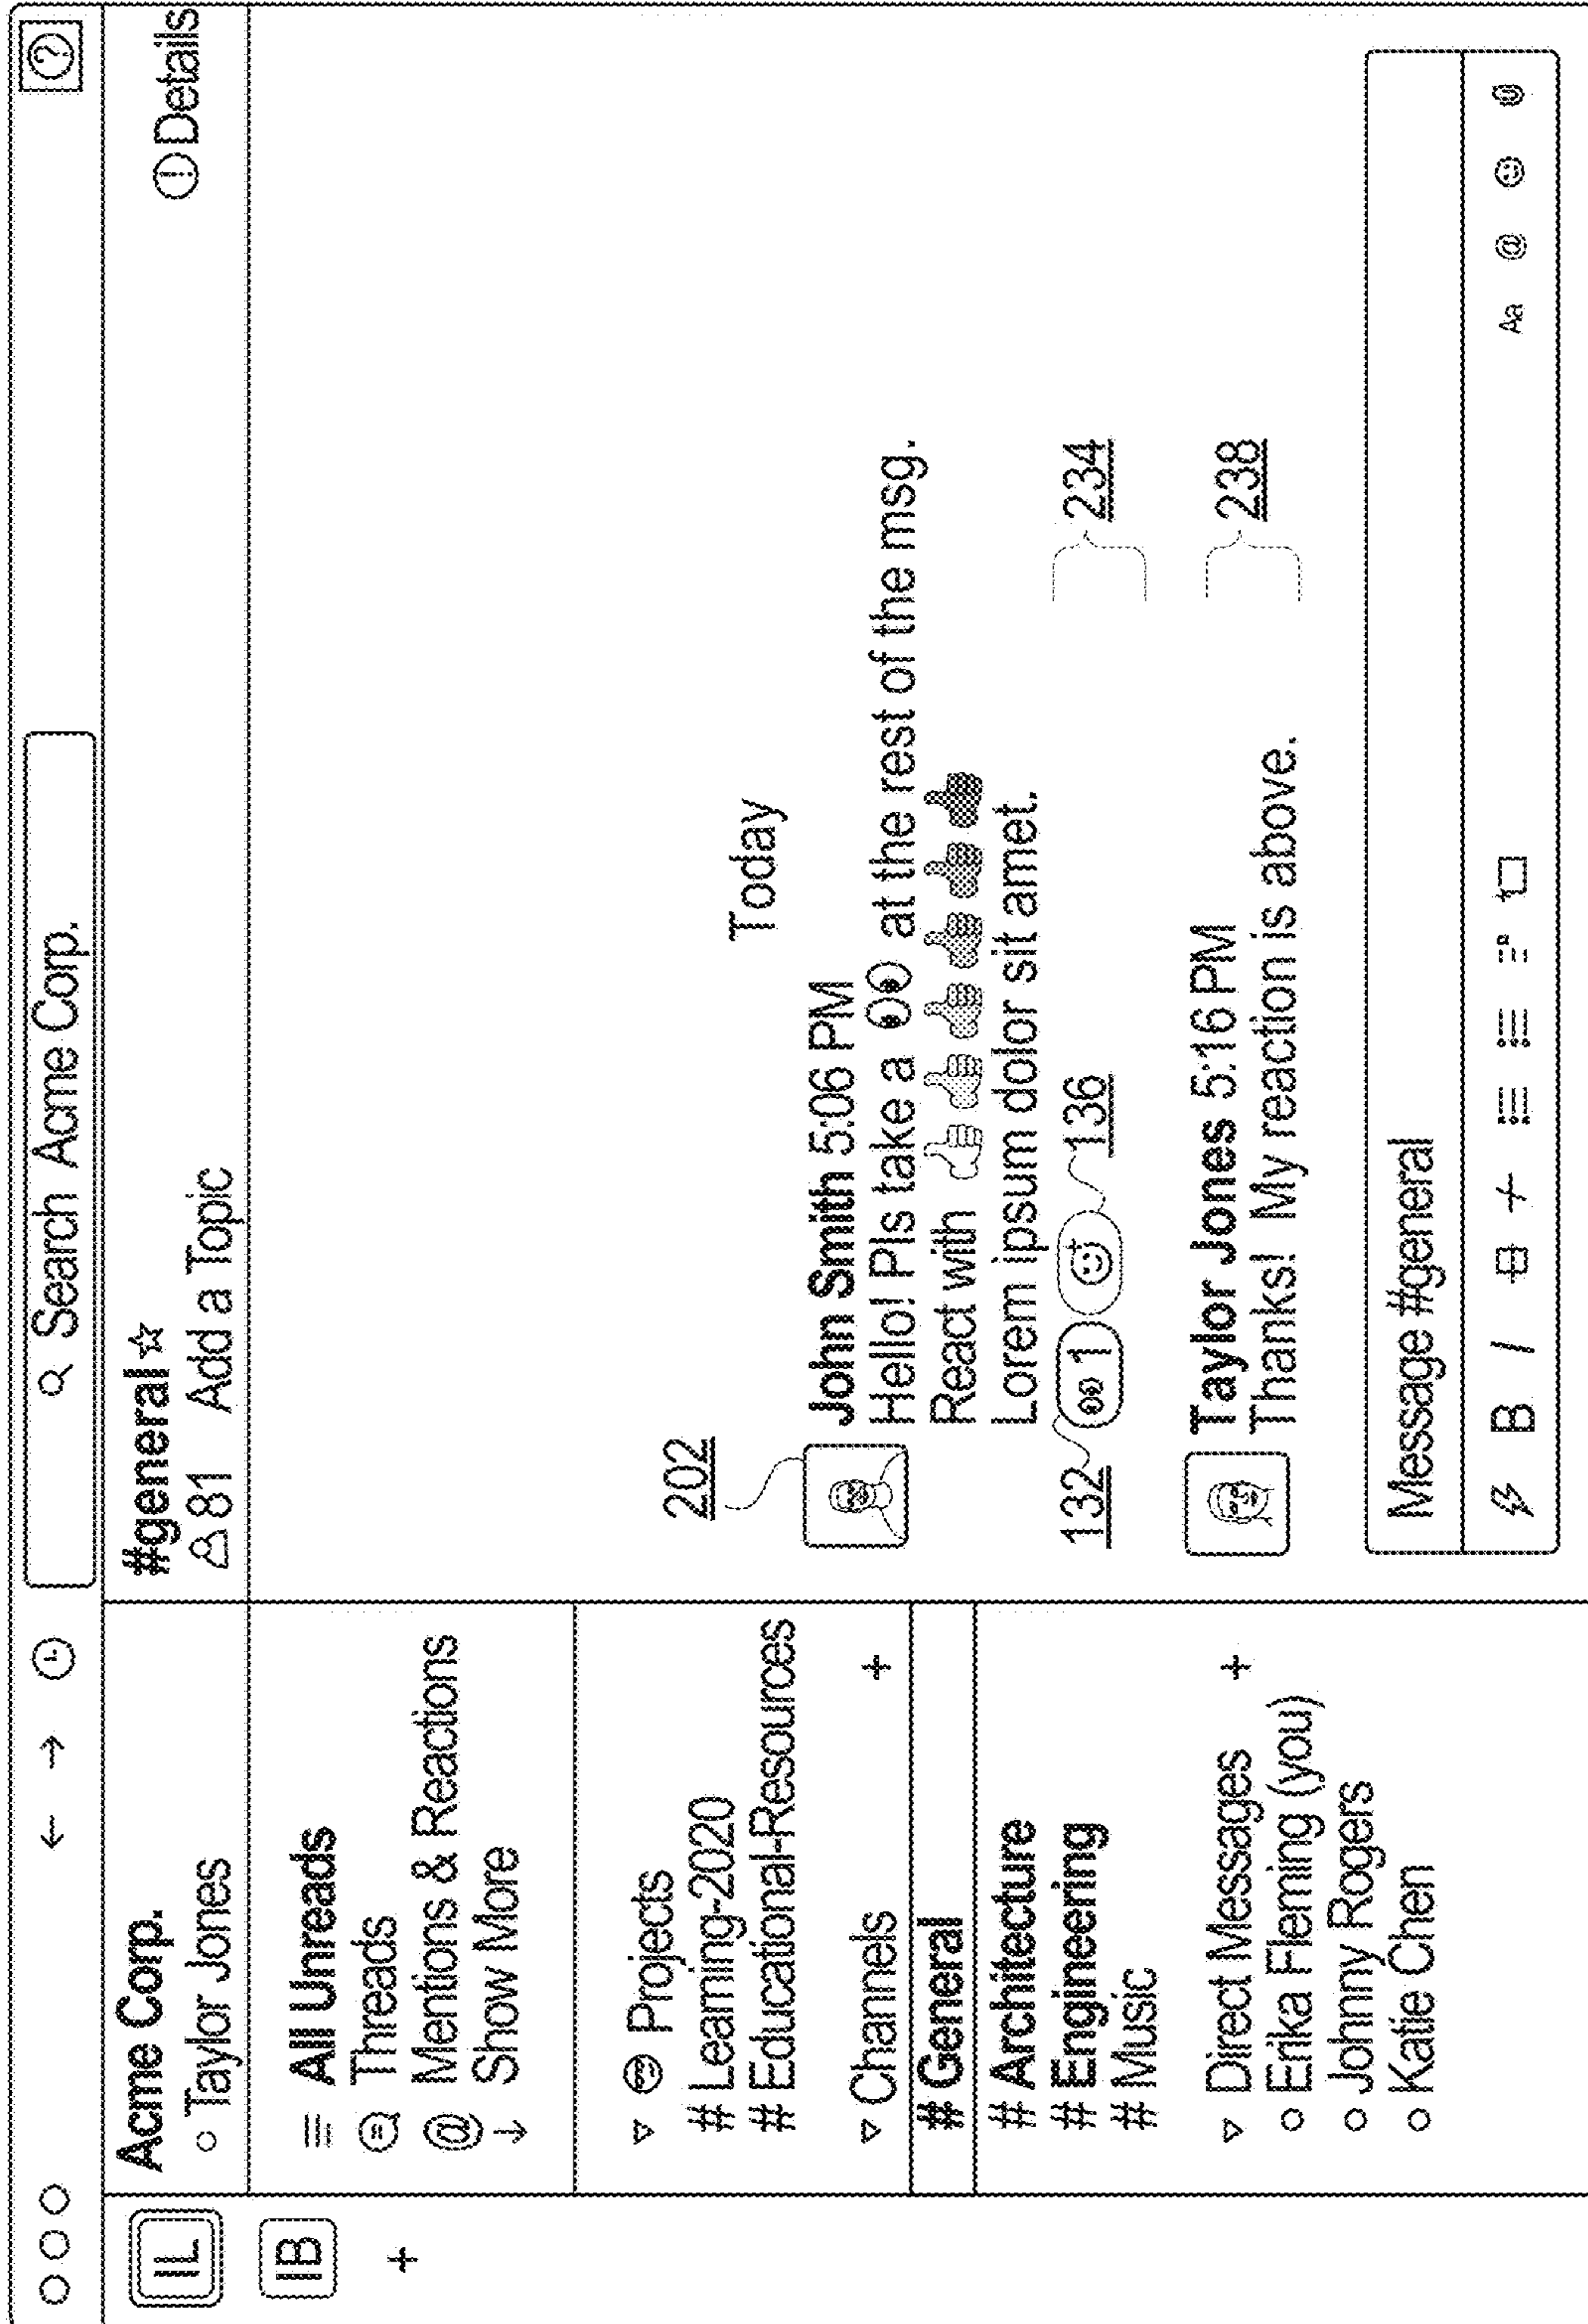 Search Acme Corp.
?
IL
IB
+
Acme Corp.
Taylor Jones
All Unreads
Threads
@ Mentions & Reactions
Show More
Projects
# Learning-2020
# Educational-Resources
Channels +
# General
# Architecture
# Engineering
# Music
Direct Messages +
Erika Fleming (you)
Johnny Rogers
Katie Chen
#general
81 Add a Topic
Details
Today
202
John Smith 5:06 PM
Hello! Pls take a 👀 at the rest of the msg.
React with 👍 👍 👍 👍 👍 👍
Lorem ipsum dolor sit amet.
132 👀 1 136 234
Taylor Jones 5:16 PM
Thanks! My reaction is above.
238
Message #general
B I Aa @